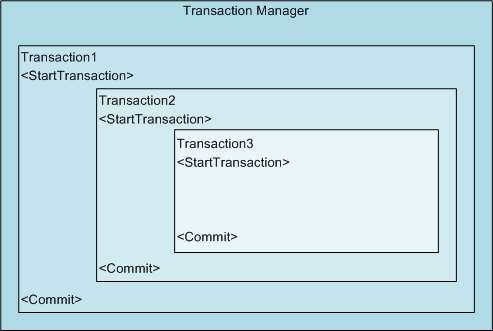 Transaction Manager
Transaction1
<StartTransaction>
Transaction2
<StartTransaction>
Transaction3
<StartTransaction>
<Commit>
<Commit>
<Commit>